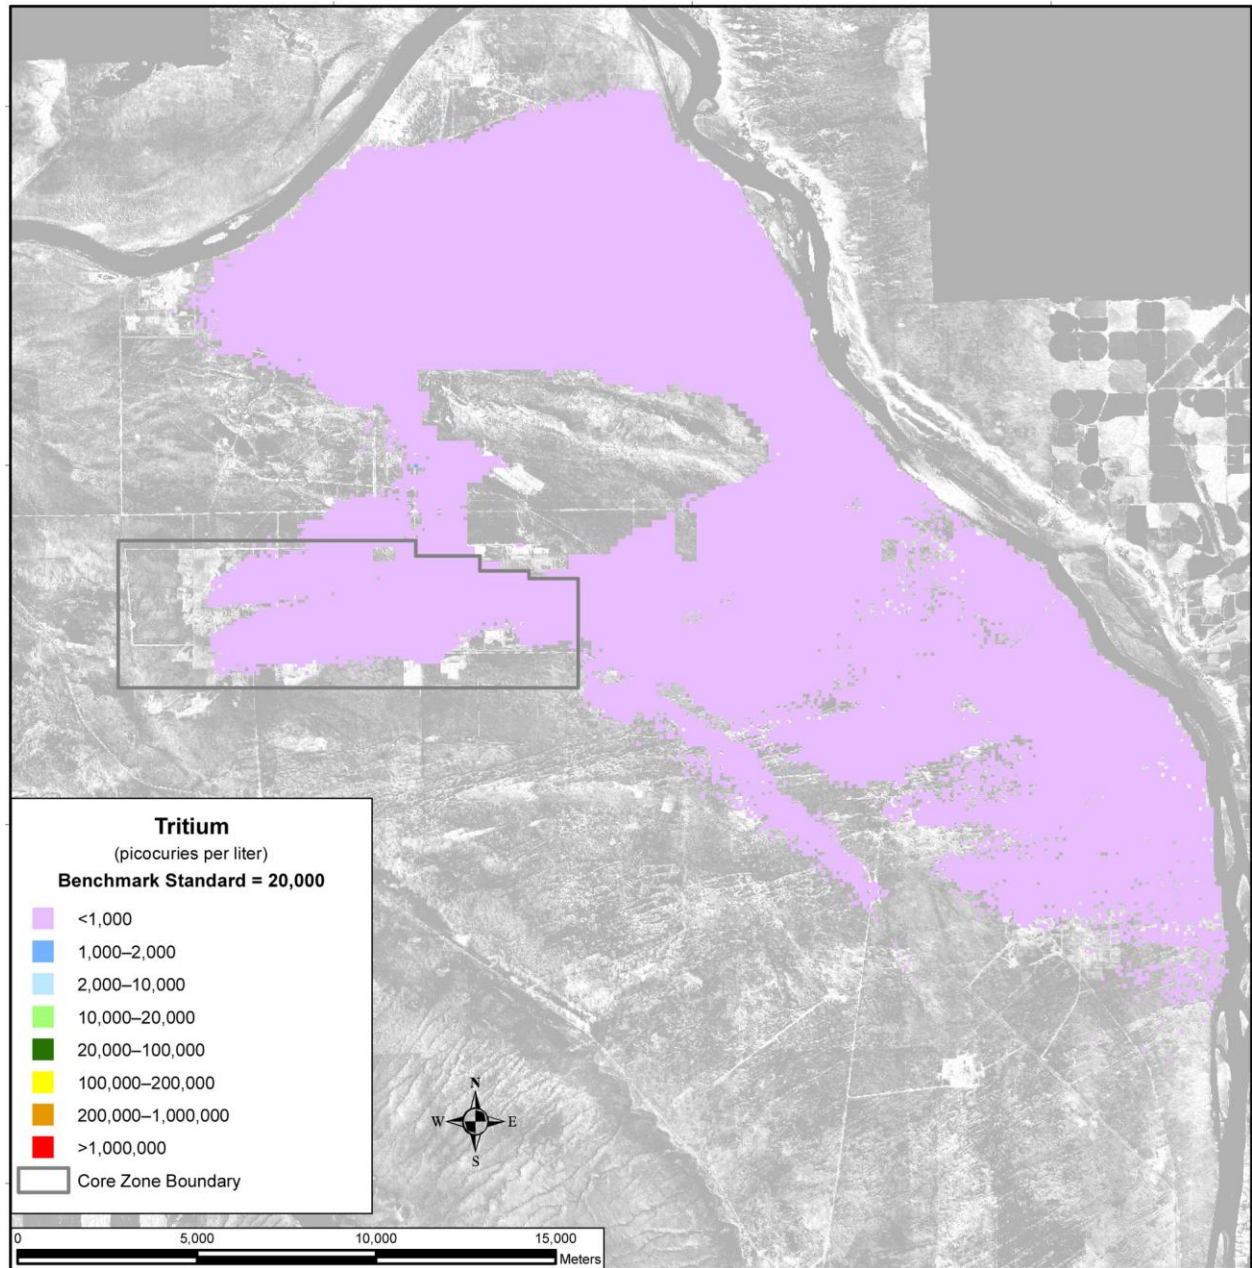 Tritium
(picocuries per liter)
Benchmark Standard = 20,000
<1,000
1,000–2,000
2,000–10,000
10,000–20,000
20,000–100,000
100,000–200,000
200,000–1,000,000
>1,000,000
Core Zone Boundary
N
W E
S
0 5,000 10,000 15,000
Meters